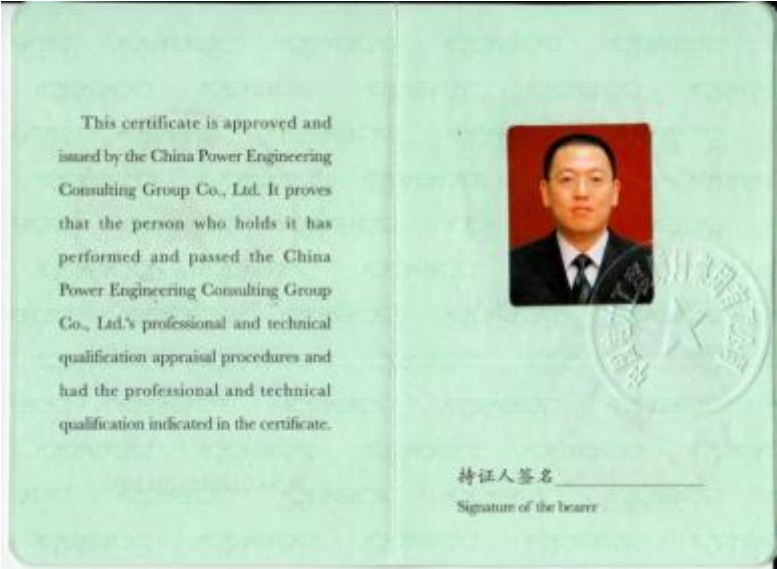 This certificate is approved and
issued by the China Power Engineering
Consulting Group Co., Ltd. It proves
that the person who holds it has
performed and passed the China
Power Engineering Consulting Group
Co., Ltd.'s professional and technical
qualification appraisal procedures and
had the professional and technical
qualification indicated in the certificate.
持证人签名
Signature of the bearer